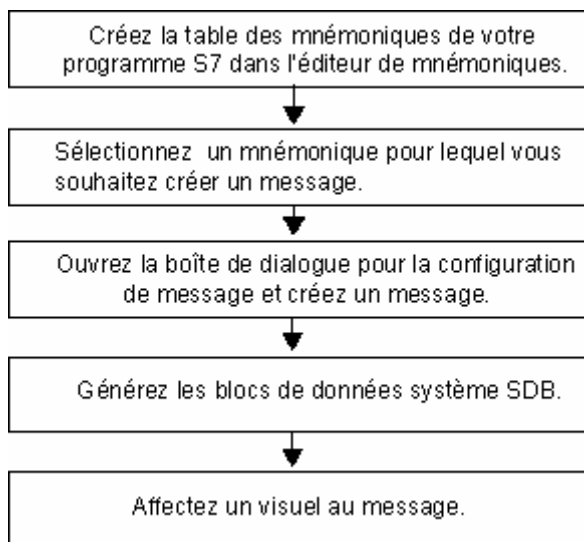 Créez la table des mnémoniques de votre
programme S7 dans l'éditeur de mnémoniques.
Sélectionnez un mnémonique pour lequel vous
souhaitez créer un message.
Ouvrez la boîte de dialogue pour la configuration
de message et créez un message.
Générez les blocs de données système SDB.
Affectez un visuel au message.